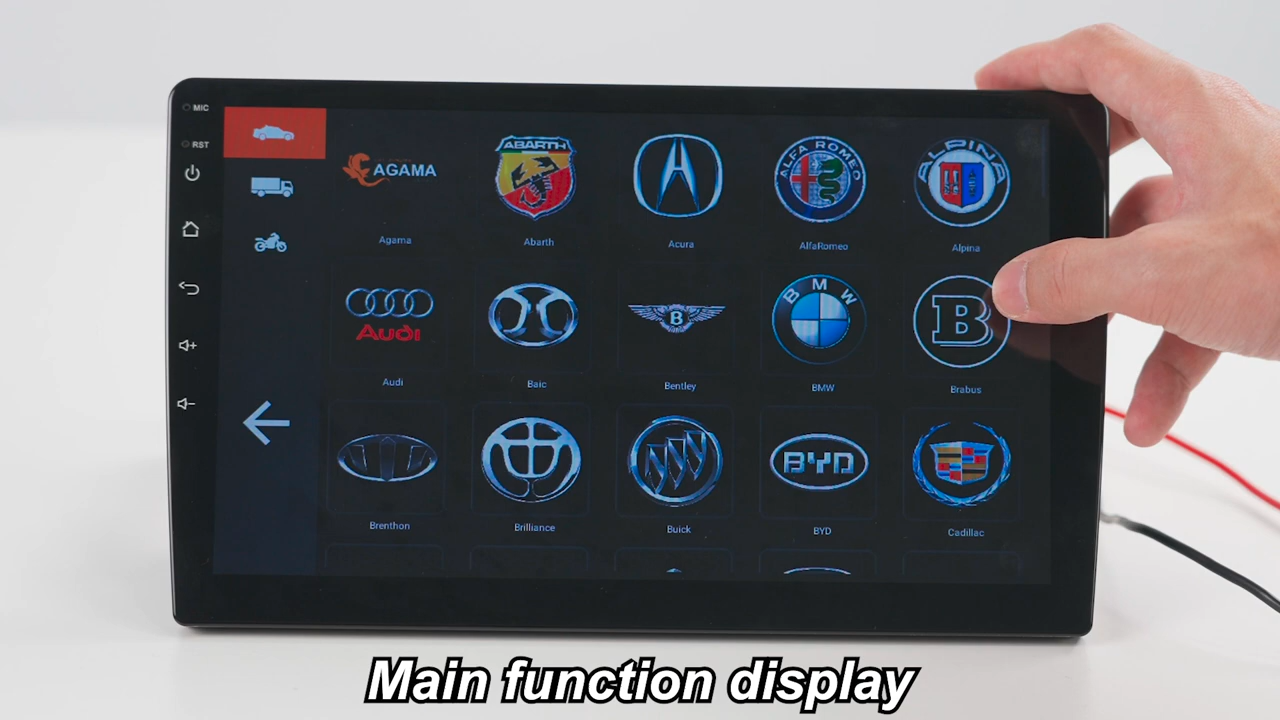 MIC
RST
AGAMA
Agama
ABARTH
Abarth
Acura
ALFA ROMEO
AlfaRomeo
ALPINA
Alpina
Audi
Audi
Baic
B
Bentley
BMW
BMW
B
Brabus
Brenthon
Brilliance
Buick
BYD
BYD
Cadillac
Main function display